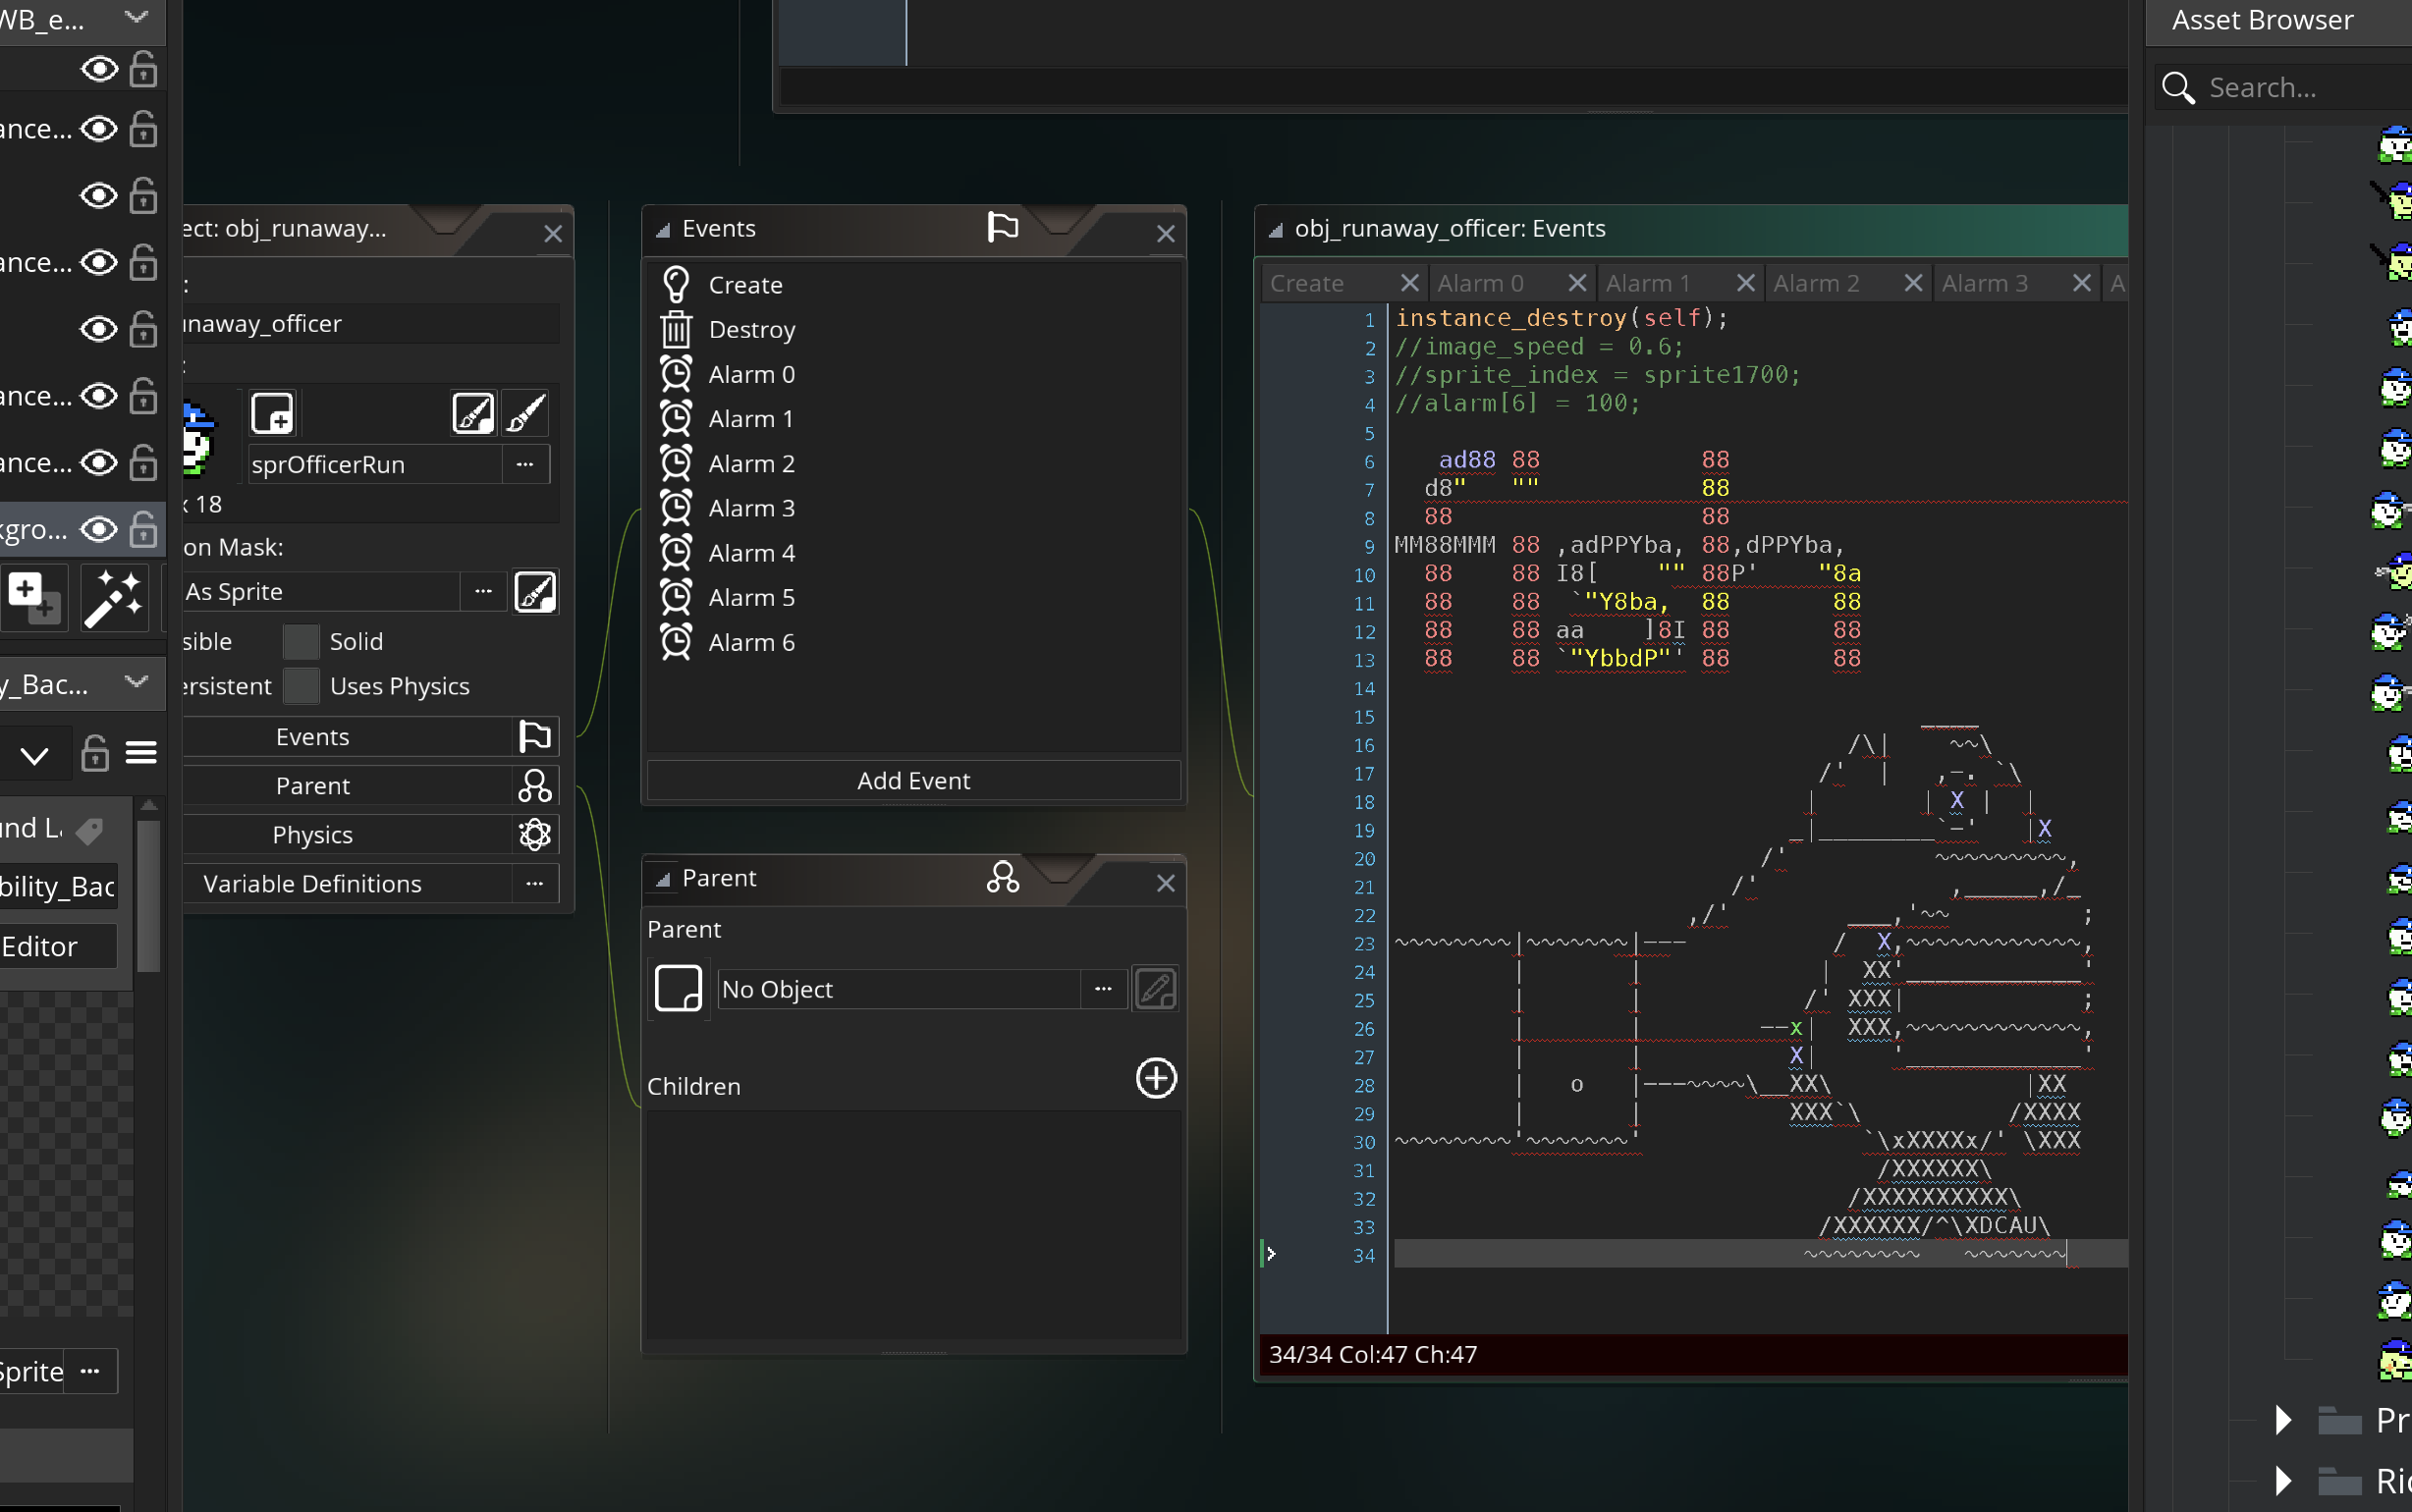 WB_e...
ance...
ance...
ance...
ance...
kgro...
y_Bac...
und L
bility_Bac
Editor
Sprite
ect: obj_runaway...
:
unaway_officer
:
sprOfficerRun
x 18
on Mask:
As Sprite
sible
Solid
ersistent
Uses Physics
Events
Parent
Physics
Variable Definitions
Events
Create
Destroy
Alarm 0
Alarm 1
Alarm 2
Alarm 3
Alarm 4
Alarm 5
Alarm 6
Add Event
Parent
Parent
No Object
Children
obj_runaway_officer: Events
Create Alarm 0 Alarm 1 Alarm 2 Alarm 3 A
1 instance_destroy(self);
2 //image_speed = 0.6;
3 //sprite_index = sprite1700;
4 //alarm[6] = 100;
5
6    ad88 88           88
7   d8"   ""           88
8   88                 88
9 MM88MMM 88 ,adPPYba, 88,dPPYba,
10   88    88 I8[    "" 88P'    "8a
11   88    88  `"Y8ba,  88       88
12   88    88 aa    ]8I 88       88
13   88    88 `"YbbdP"' 88       88
14
15                                     ____
16                                /\|    ~~\
17                              /'  |   ,-. `\
18                             |       | X |  |
19                            _|________`-'   |X
20                          /'           ~~~~~~~~~,
21                        /'              ,_____,/_
22                     ,/'        ___,'~~         ;
23 ~~~~~~~~|~~~~~~~|---          /  X,~~~~~~~~~~~~,
24         |       |            |  XX'____________'
25         |       |           /' XXX|            ;
26         |       |        --x|  XXX,~~~~~~~~~~~~,
27         |       |          X|     '____________'
28         |   o   |---~~~~\__XX\             |XX
29         |       |          XXX`\          /XXXX
30 ~~~~~~~~'~~~~~~~'               `\xXXXXx/' \XXX
31                                  /XXXXXX\
32                                /XXXXXXXXXX\
33                              /XXXXXX/^\XDCAU\
34                             ~~~~~~~~   ~~~~~~~
34/34 Col:47 Ch:47
Asset Browser
Search...
Pr
Ri